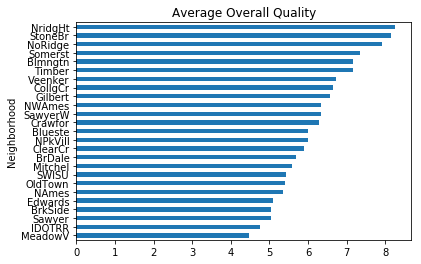 Average Overall Quality
Neighborhood
NridgHt
StoneBr
NoRidge
Somerst
Blmngtn
Timber
Veenker
CollgCr
Gilbert
NWAmes
SawyerW
Crawfor
Blueste
NPkVill
ClearCr
BrDale
Mitchel
SWISU
OldTown
NAmes
Edwards
BrkSide
Sawyer
IDOTRR
MeadowV
0 1 2 3 4 5 6 7 8